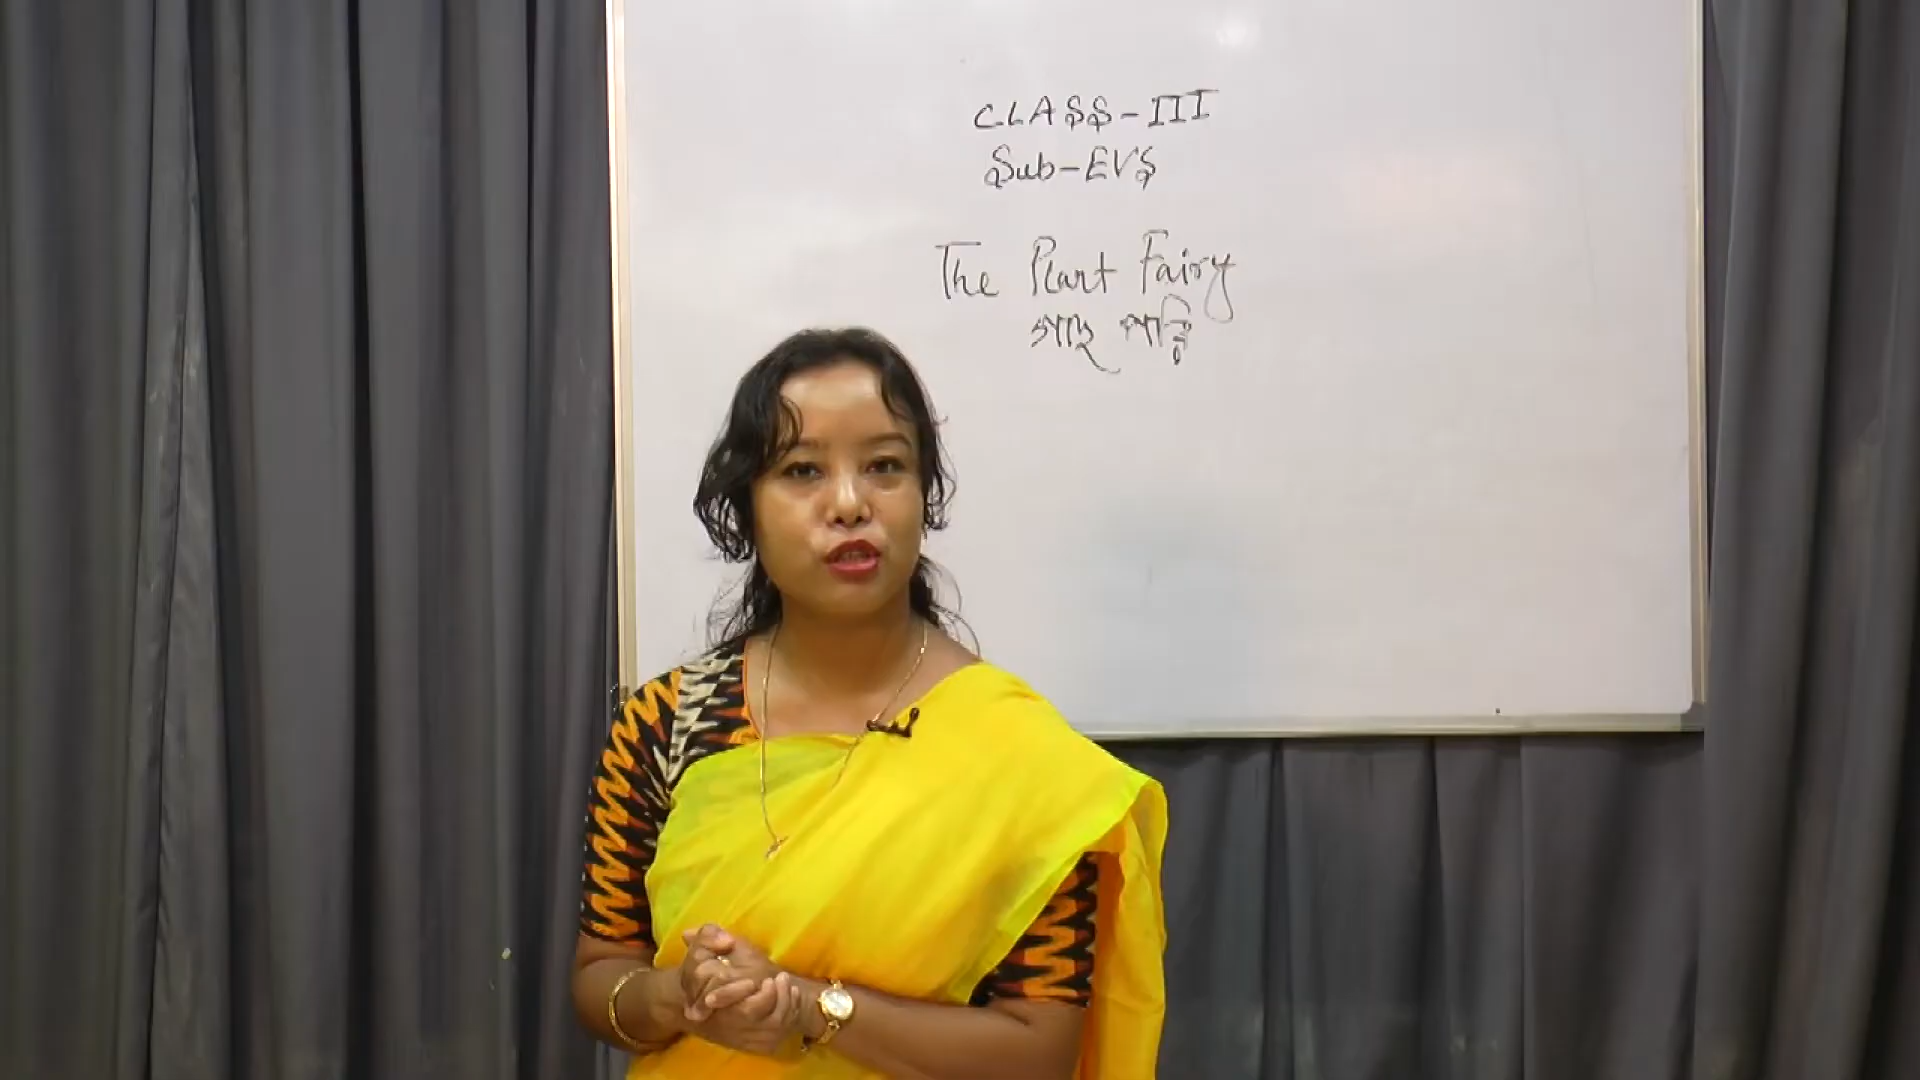 CLASS-III
Sub-EVS
The Plant Fairy
গাছ পরি